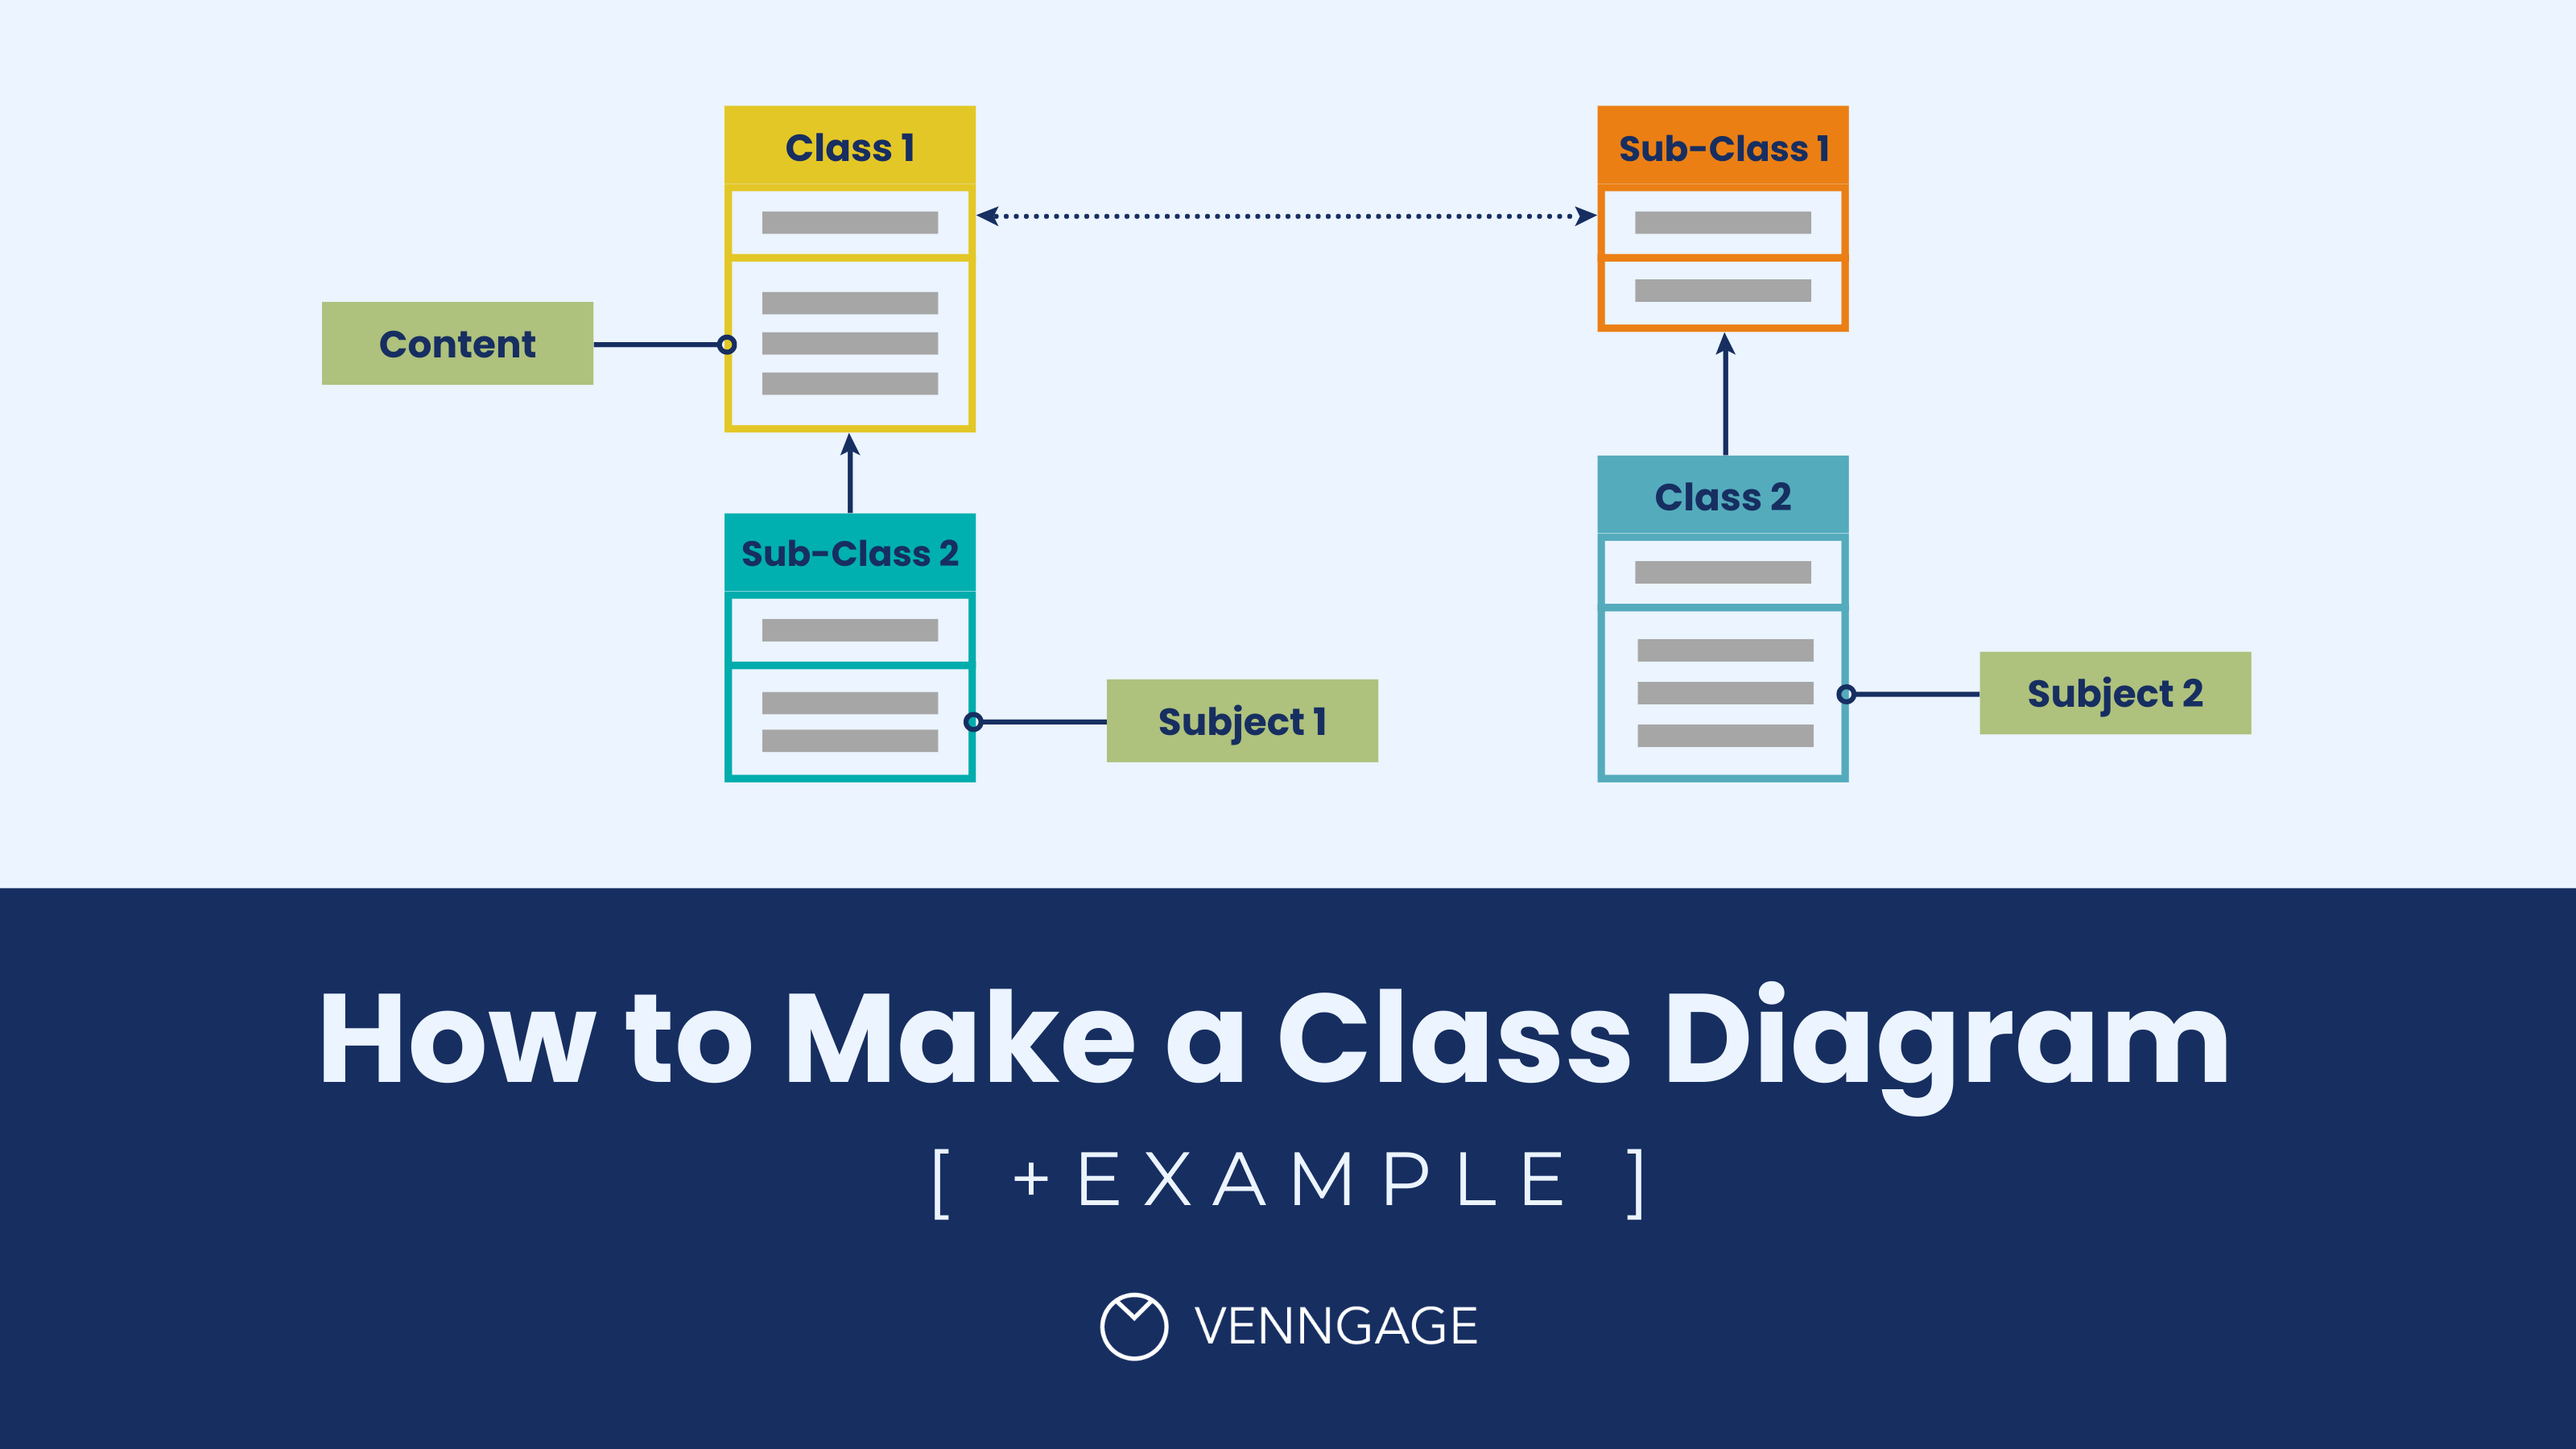 Class 1
Sub-Class 1
Content
Class 2
Sub-Class 2
Subject 1
Subject 2
How to Make a Class Diagram
[ +EXAMPLE ]
VENNGAGE